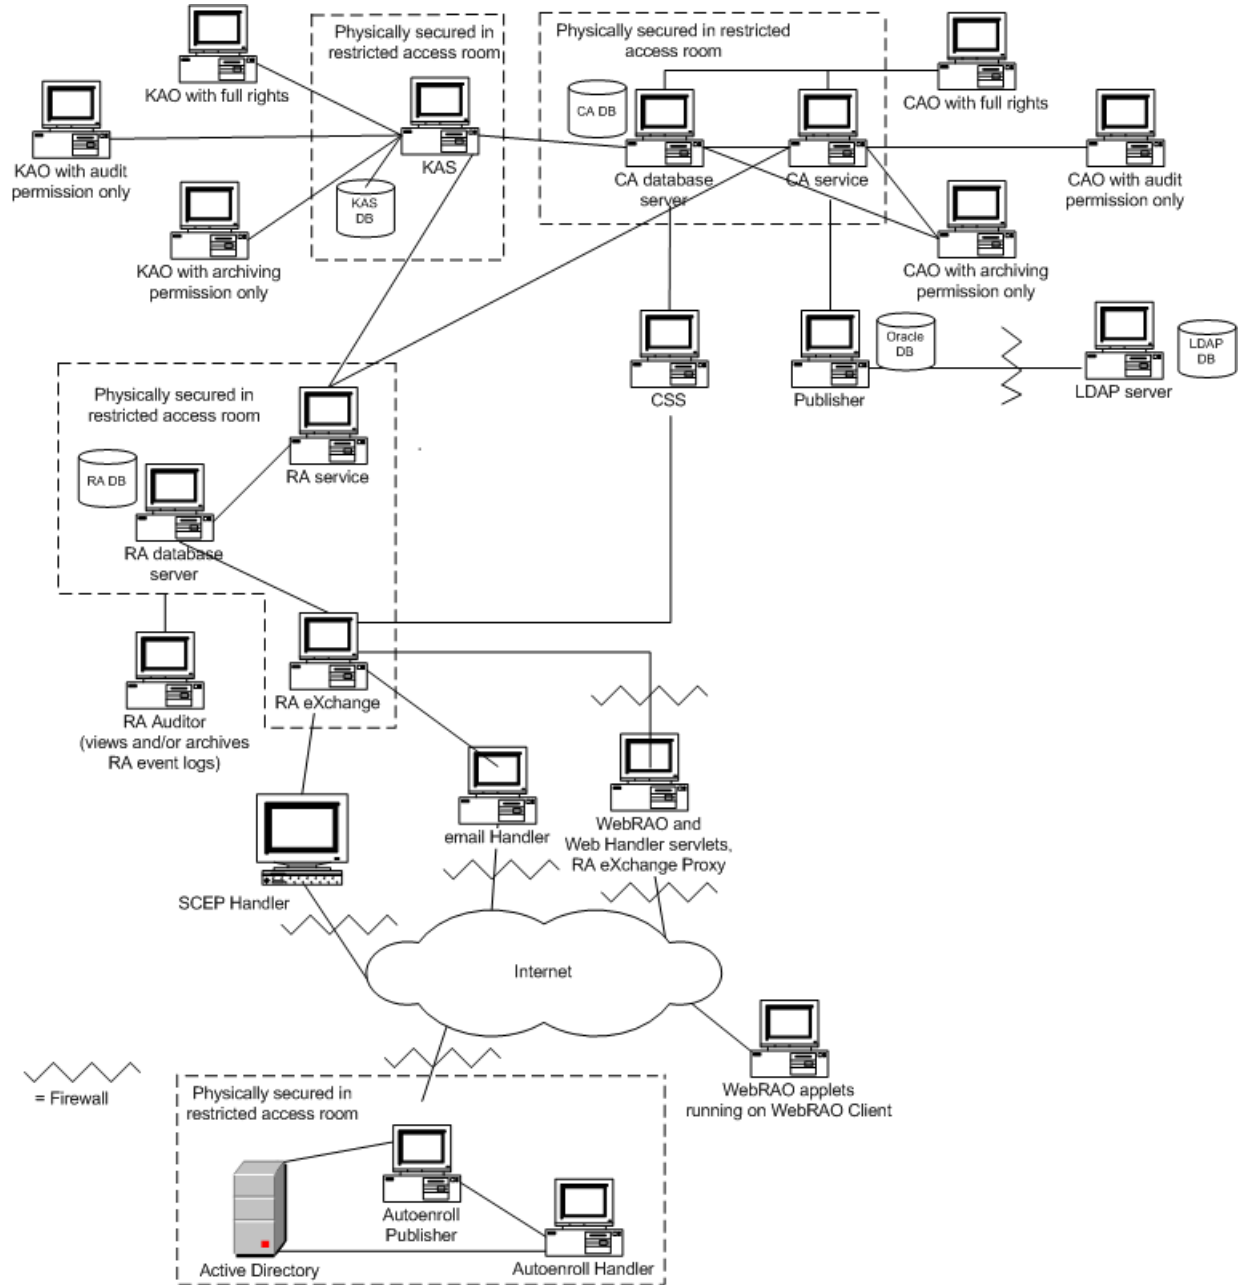 Physically secured in
restricted access room
Physically secured in restricted
access room
KAO with full rights
CAO with full rights
CA DB
KAO with audit
permission only
KAS
KAS
DB
CA database
server
CA service
CAO with audit
permission only
KAO with archiving
permission only
CAO with archiving
permission only
Oracle
DB
LDAP
DB
CSS
Publisher
LDAP server
Physically secured in
restricted access room
RA DB
RA service
RA database
server
RA eXchange
RA Auditor
(views and/or archives
RA event logs)
email Handler
WebRAO and
Web Handler servlets,
RA eXchange Proxy
SCEP Handler
Internet
= Firewall
WebRAO applets
running on WebRAO Client
Physically secured in
restricted access room
Autoenroll
Publisher
Active Directory
Autoenroll Handler